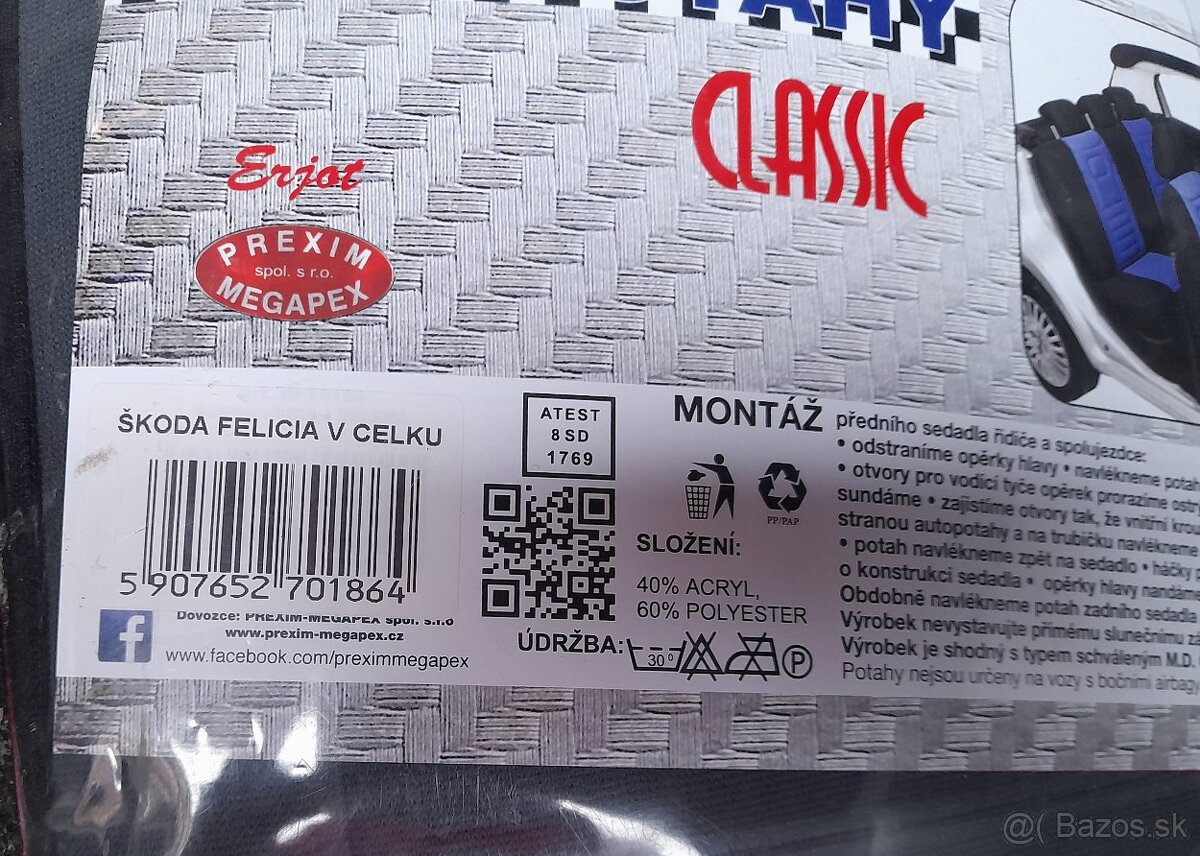 CLASSIC
Erjot
PREXIM
spol. s r.o.
MEGAPEX
ŠKODA FELICIA V CELKU
5 907652 701864
Dovozce: PREXIM-MEGAPEX spol. s.r.o
www.prexim-megapex.cz
www.facebook.com/preximmegapex
f
ATEST
8 SD
1769
PP/PAP
SLOŽENÍ:
40% ACRYL,
60% POLYESTER
ÚDRŽBA:
30°
P
MONTÁŽ předního sedadla řidiče a spolujezdce:
• odstraníme opěrky hlavy • navlékneme potah
• otvory pro vodící tyče opěrek prorazíme
sundáme • zajistíme otvory tak, že vnitřní
stranou autopotahy a na trubičku navlékneme
• potah navlékneme zpět na sedadlo • háčky
o konstrukci sedadla • opěrky hlavy
Obdobně navlékneme potah zadního sedadla
Výrobek nevystavujte přímému slunečnímu
Výrobek je shodný s typem schváleným M.D.
Potahy nejsou určeny na vozy s bočními
@( Bazos.sk